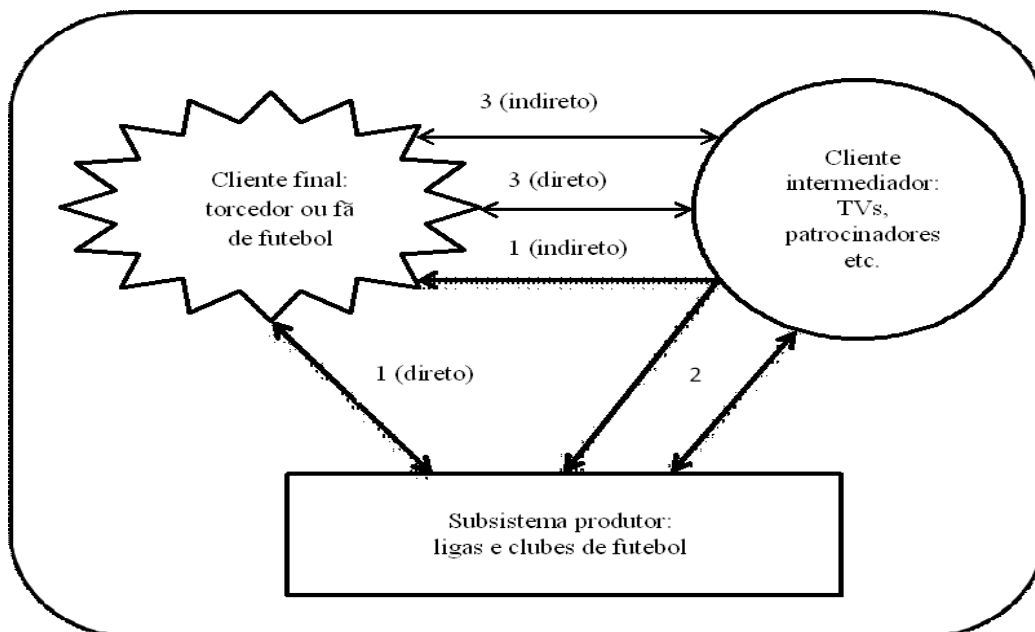 3 (indireto)
Cliente final:
torcedor ou fã
de futebol
3 (direto)
1 (indireto)
Cliente
intermediador:
TVs,
patrocinadores
etc.
1 (direto)
2
Subsistema produtor:
ligas e clubes de futebol